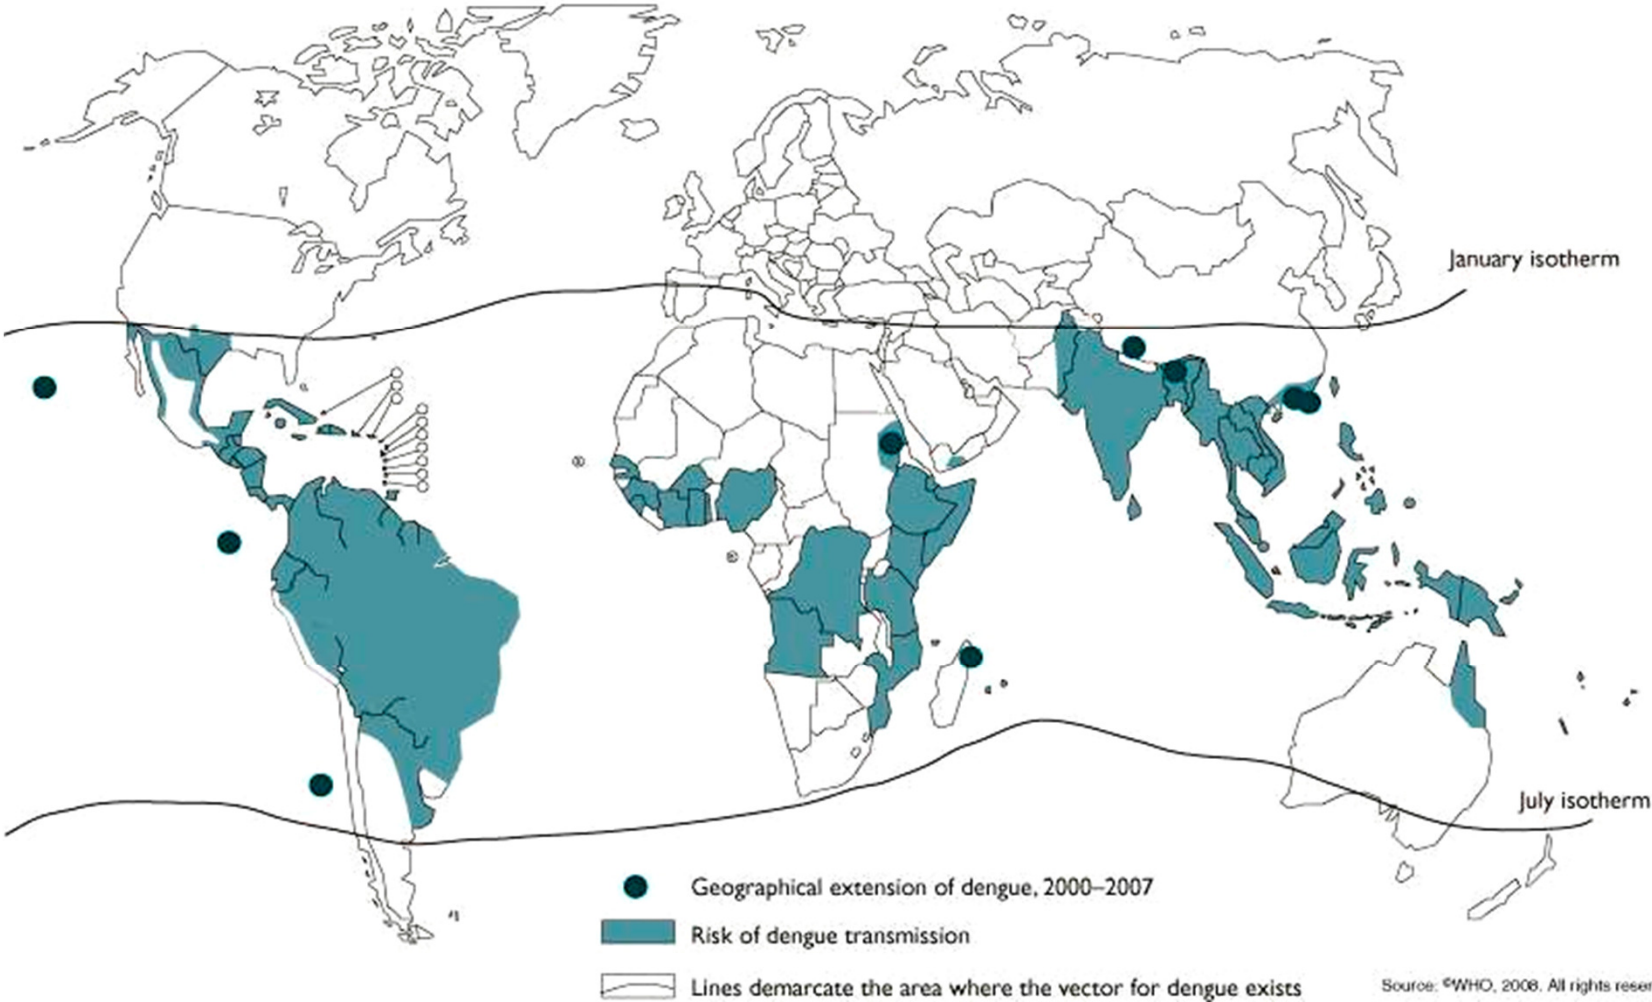 January isotherm
July isotherm
Geographical extension of dengue, 2000–2007
Risk of dengue transmission
Lines demarcate the area where the vector for dengue exists
Source: ©WHO, 2008. All rights rese